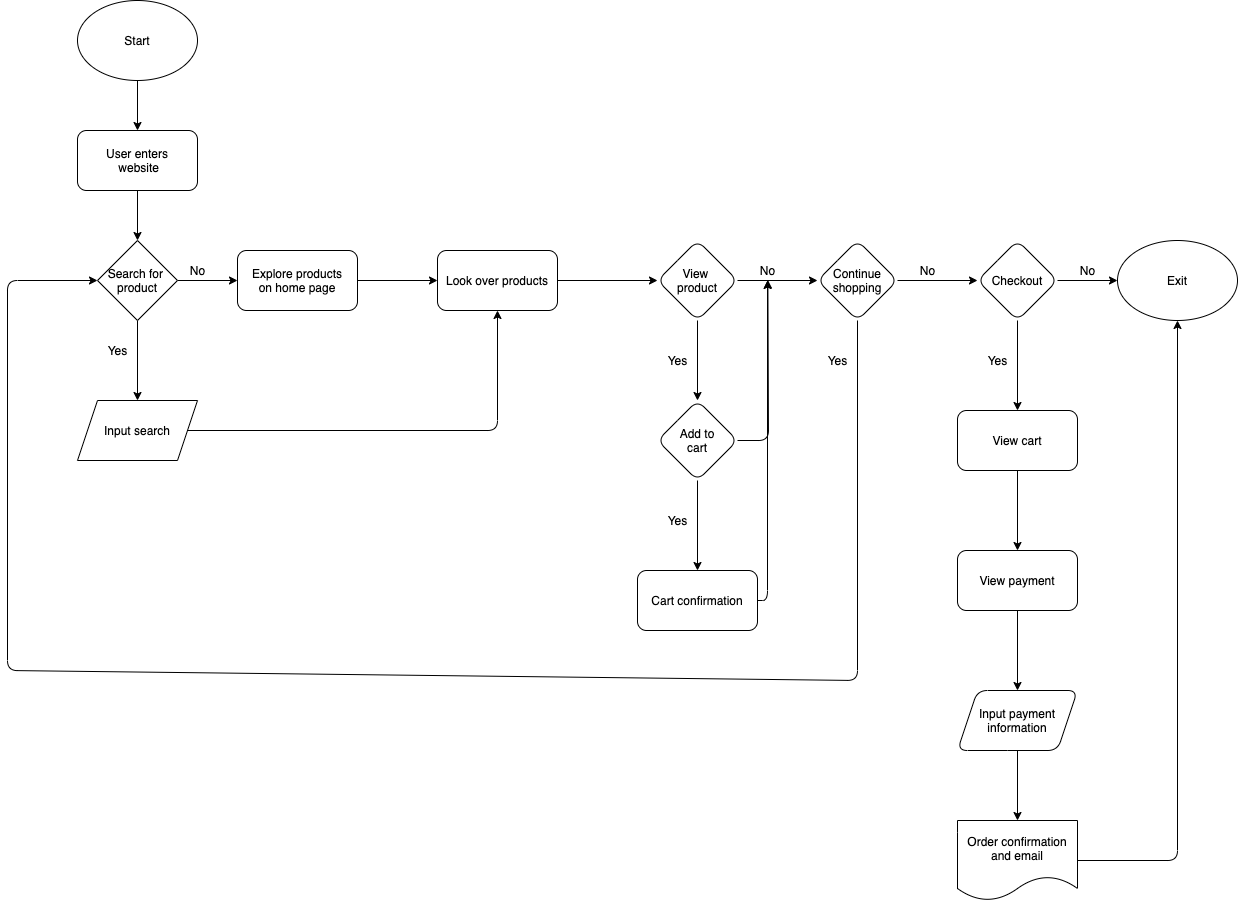 Start
User enters
website
Search for
product
No
Explore products
on home page
Look over products
View
product
No
Continue
shopping
No
Checkout
No
Exit
Yes
Yes
Yes
Yes
Input search
Add to
cart
View cart
Yes
Cart confirmation
View payment
Input payment
information
Order confirmation
and email